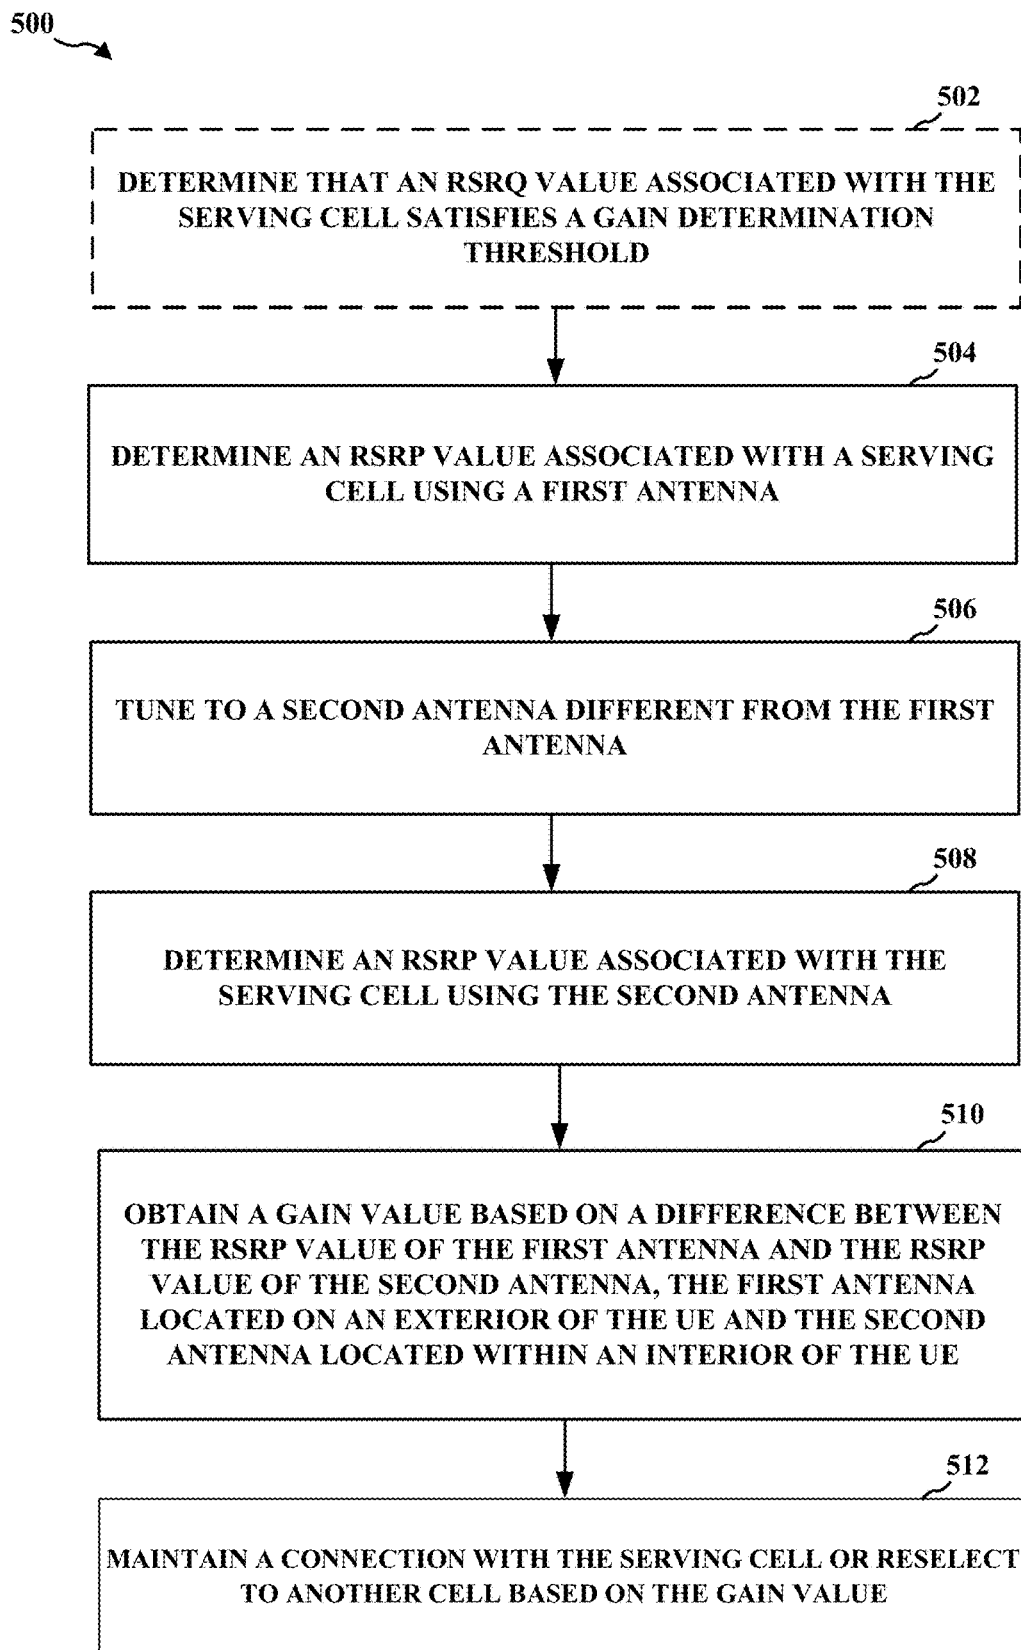 500
502
DETERMINE THAT AN RSRQ VALUE ASSOCIATED WITH THE
SERVING CELL SATISFIES A GAIN DETERMINATION
THRESHOLD
504
DETERMINE AN RSRP VALUE ASSOCIATED WITH A SERVING
CELL USING A FIRST ANTENNA
506
TUNE TO A SECOND ANTENNA DIFFERENT FROM THE FIRST
ANTENNA
508
DETERMINE AN RSRP VALUE ASSOCIATED WITH THE
SERVING CELL USING THE SECOND ANTENNA
510
OBTAIN A GAIN VALUE BASED ON A DIFFERENCE BETWEEN
THE RSRP VALUE OF THE FIRST ANTENNA AND THE RSRP
VALUE OF THE SECOND ANTENNA, THE FIRST ANTENNA
LOCATED ON AN EXTERIOR OF THE UE AND THE SECOND
ANTENNA LOCATED WITHIN AN INTERIOR OF THE UE
512
MAINTAIN A CONNECTION WITH THE SERVING CELL OR RESELECT
TO ANOTHER CELL BASED ON THE GAIN VALUE